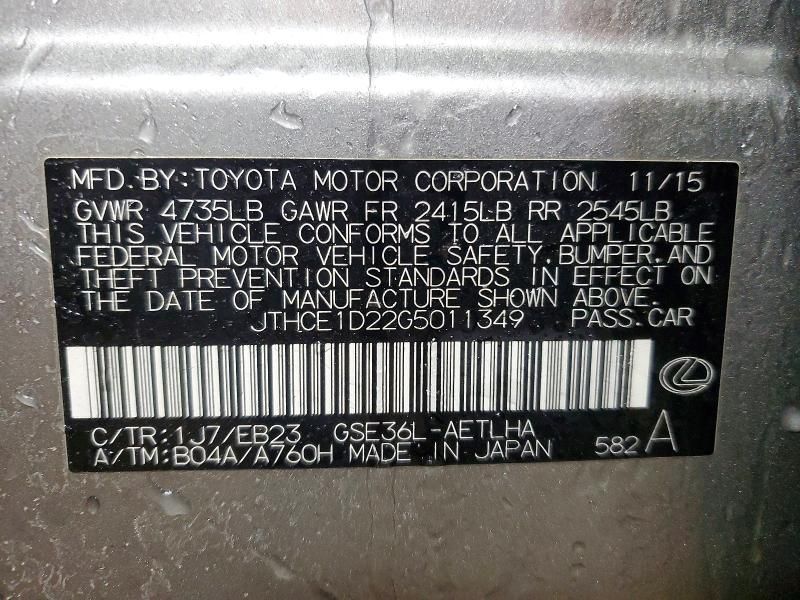 MFD.BY:TOYOTA MOTOR CORPORATION 11/15
GVWR 4735LB GAWR FR 2415LB RR 2545LB
THIS VEHICLE CONFORMS TO ALL APPLICABLE
FEDERAL MOTOR VEHICLE SAFETY,BUMPER,AND
THEFT PREVENTION STANDARDS IN EFFECT ON
THE DATE OF MANUFACTURE SHOWN ABOVE.
JTHCE1D22G5011349 PASS.CAR
C/TR:1J7/EB23 GSE36L-AETLHA
A/TM:B04A/A760H MADE IN JAPAN 582 A